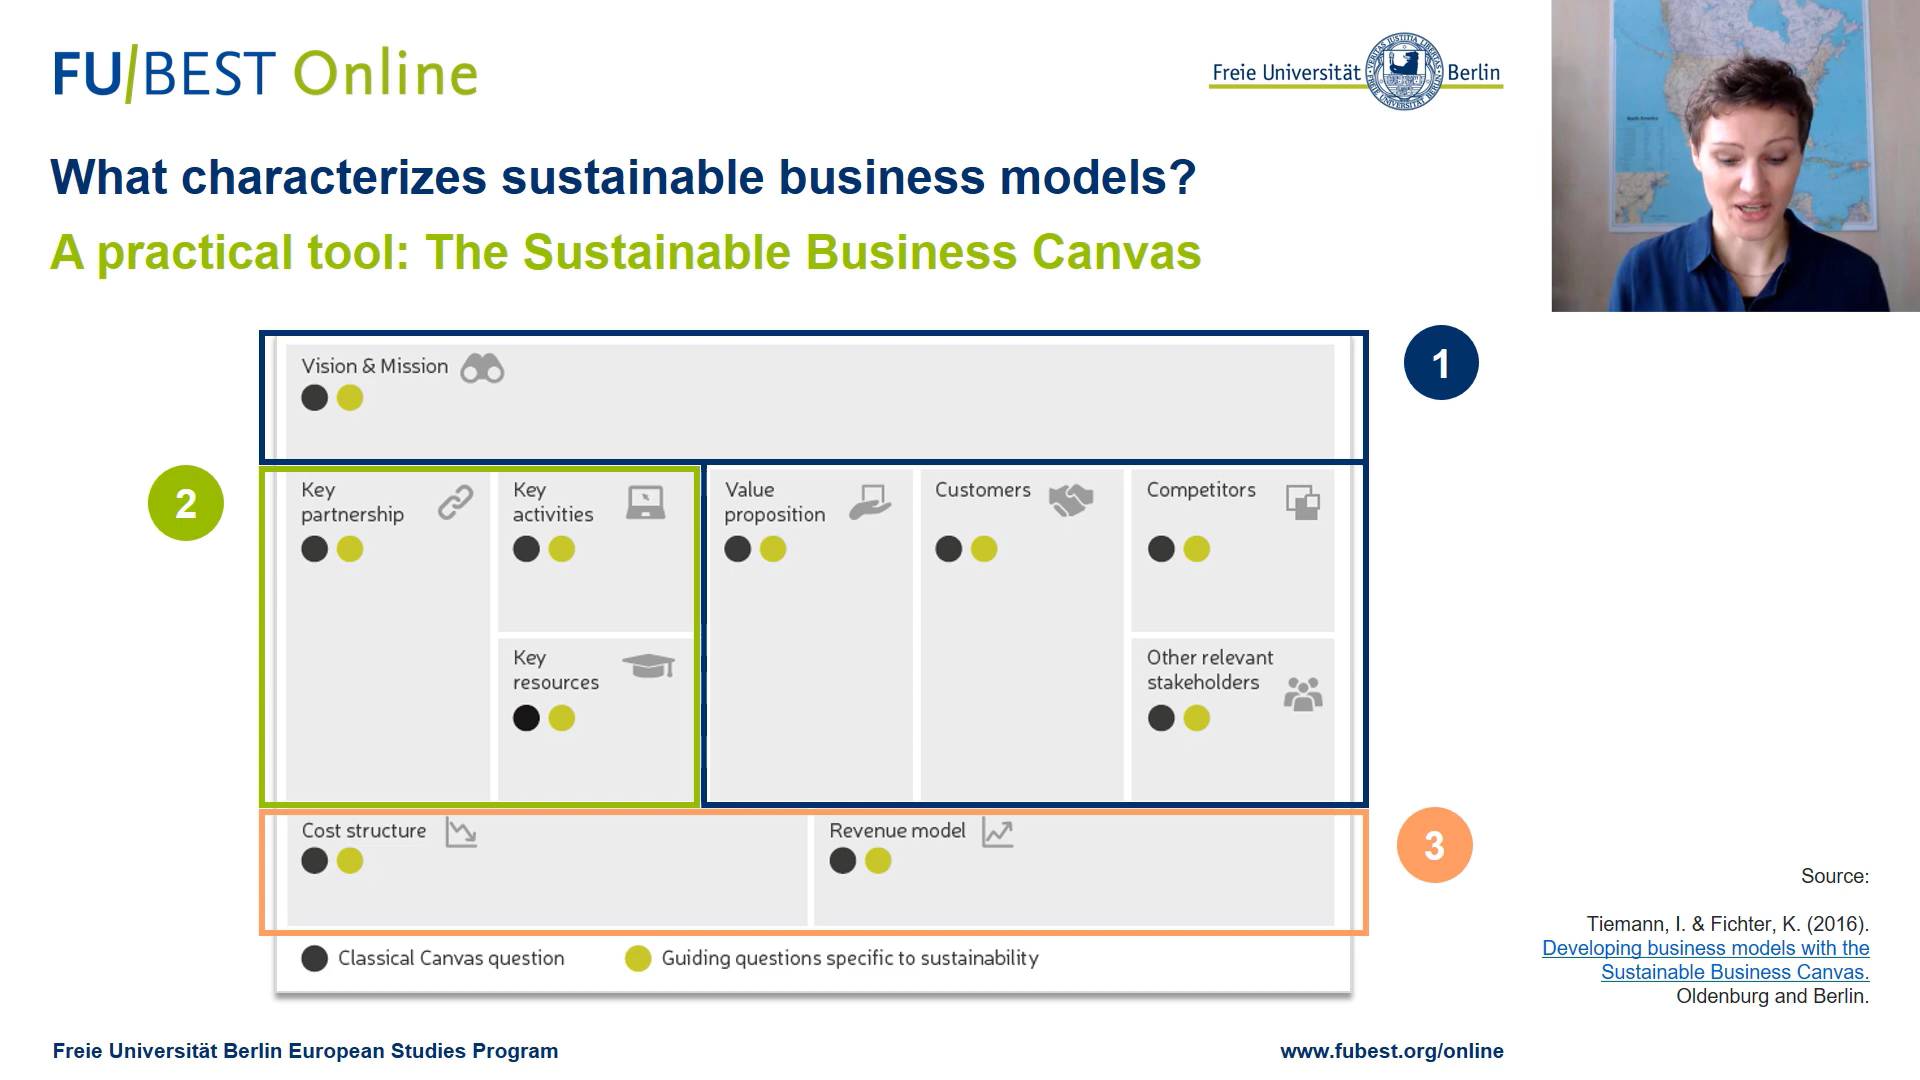 FU/BEST Online
Freie Universität Berlin
What characterizes sustainable business models?
A practical tool: The Sustainable Business Canvas
1
Vision & Mission
2
Key
partnership
Key
activities
Key
resources
Value
proposition
Customers
Competitors
Other relevant
stakeholders
3
Cost structure
Revenue model
Classical Canvas question
Guiding questions specific to sustainability
Source:
Tiemann, I. & Fichter, K. (2016).
Developing business models with the
Sustainable Business Canvas.
Oldenburg and Berlin.
Freie Universität Berlin European Studies Program
www.fubest.org/online